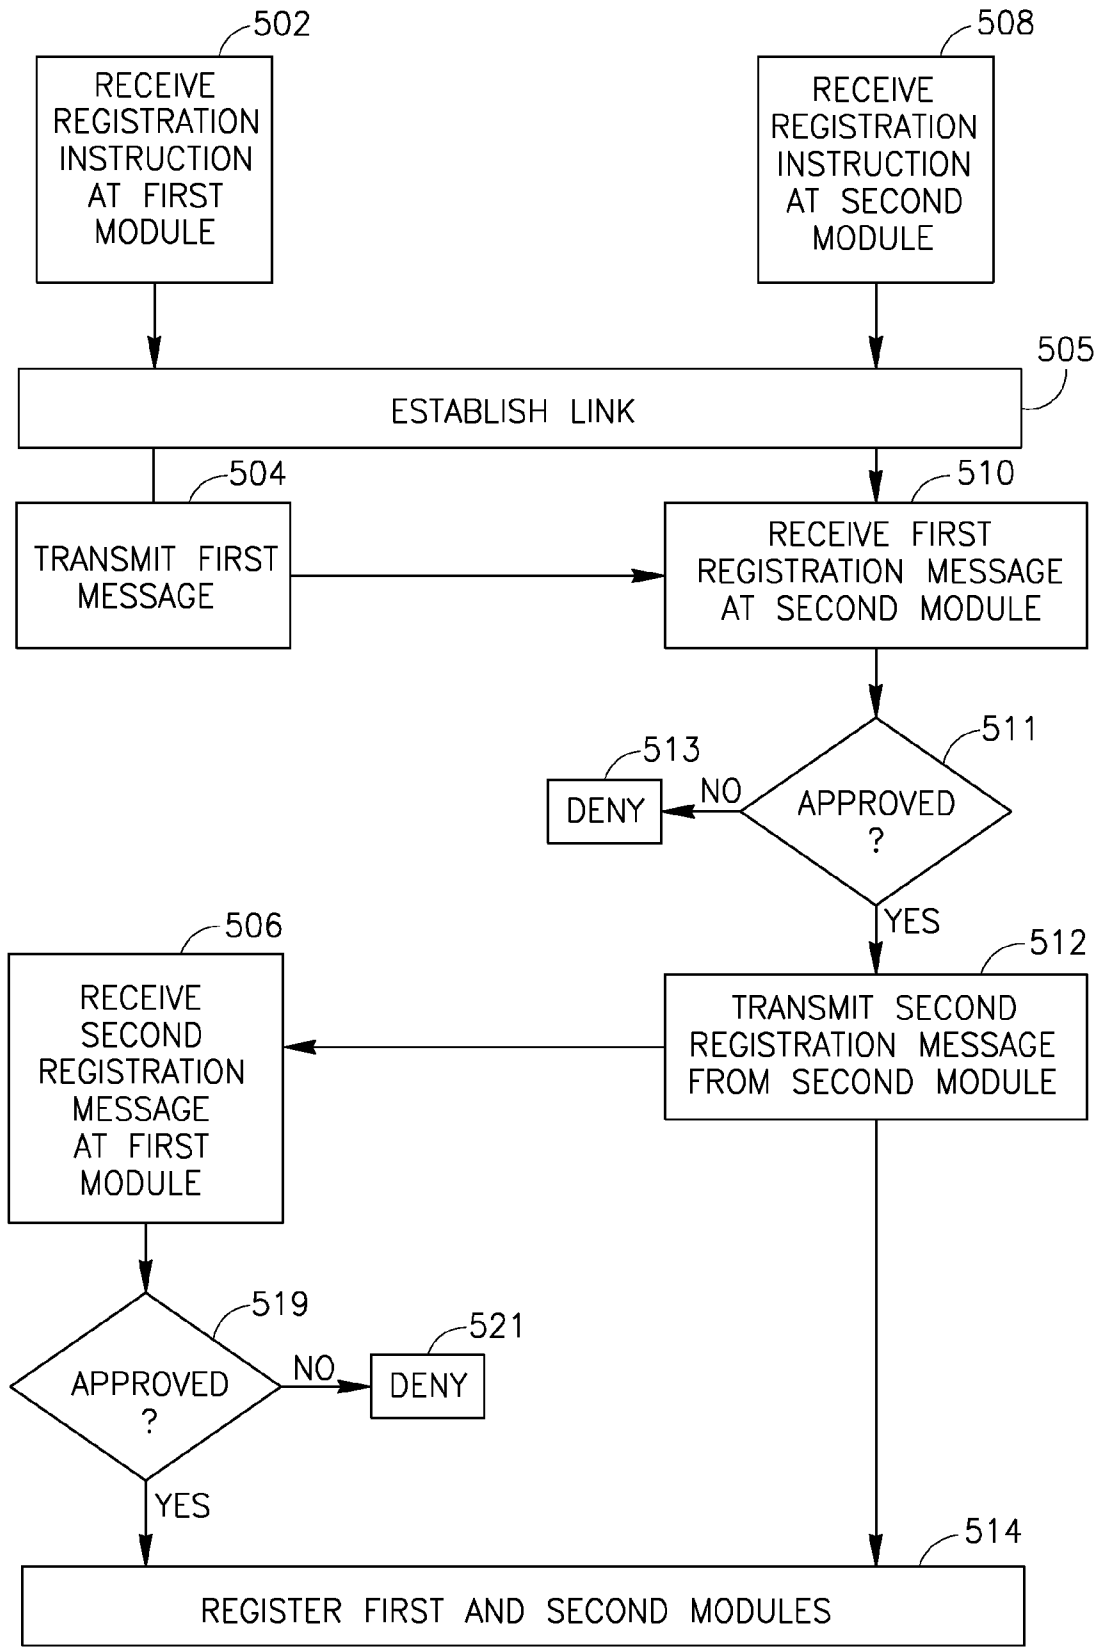 502
RECEIVE
REGISTRATION
INSTRUCTION
AT FIRST
MODULE
508
RECEIVE
REGISTRATION
INSTRUCTION
AT SECOND
MODULE
505
ESTABLISH LINK
504
TRANSMIT FIRST
MESSAGE
510
RECEIVE FIRST
REGISTRATION MESSAGE
AT SECOND MODULE
511
APPROVED
?
NO
513
DENY
YES
512
TRANSMIT SECOND
REGISTRATION MESSAGE
FROM SECOND MODULE
506
RECEIVE
SECOND
REGISTRATION
MESSAGE
AT FIRST
MODULE
519
APPROVED
?
NO
521
DENY
YES
514
REGISTER FIRST AND SECOND MODULES